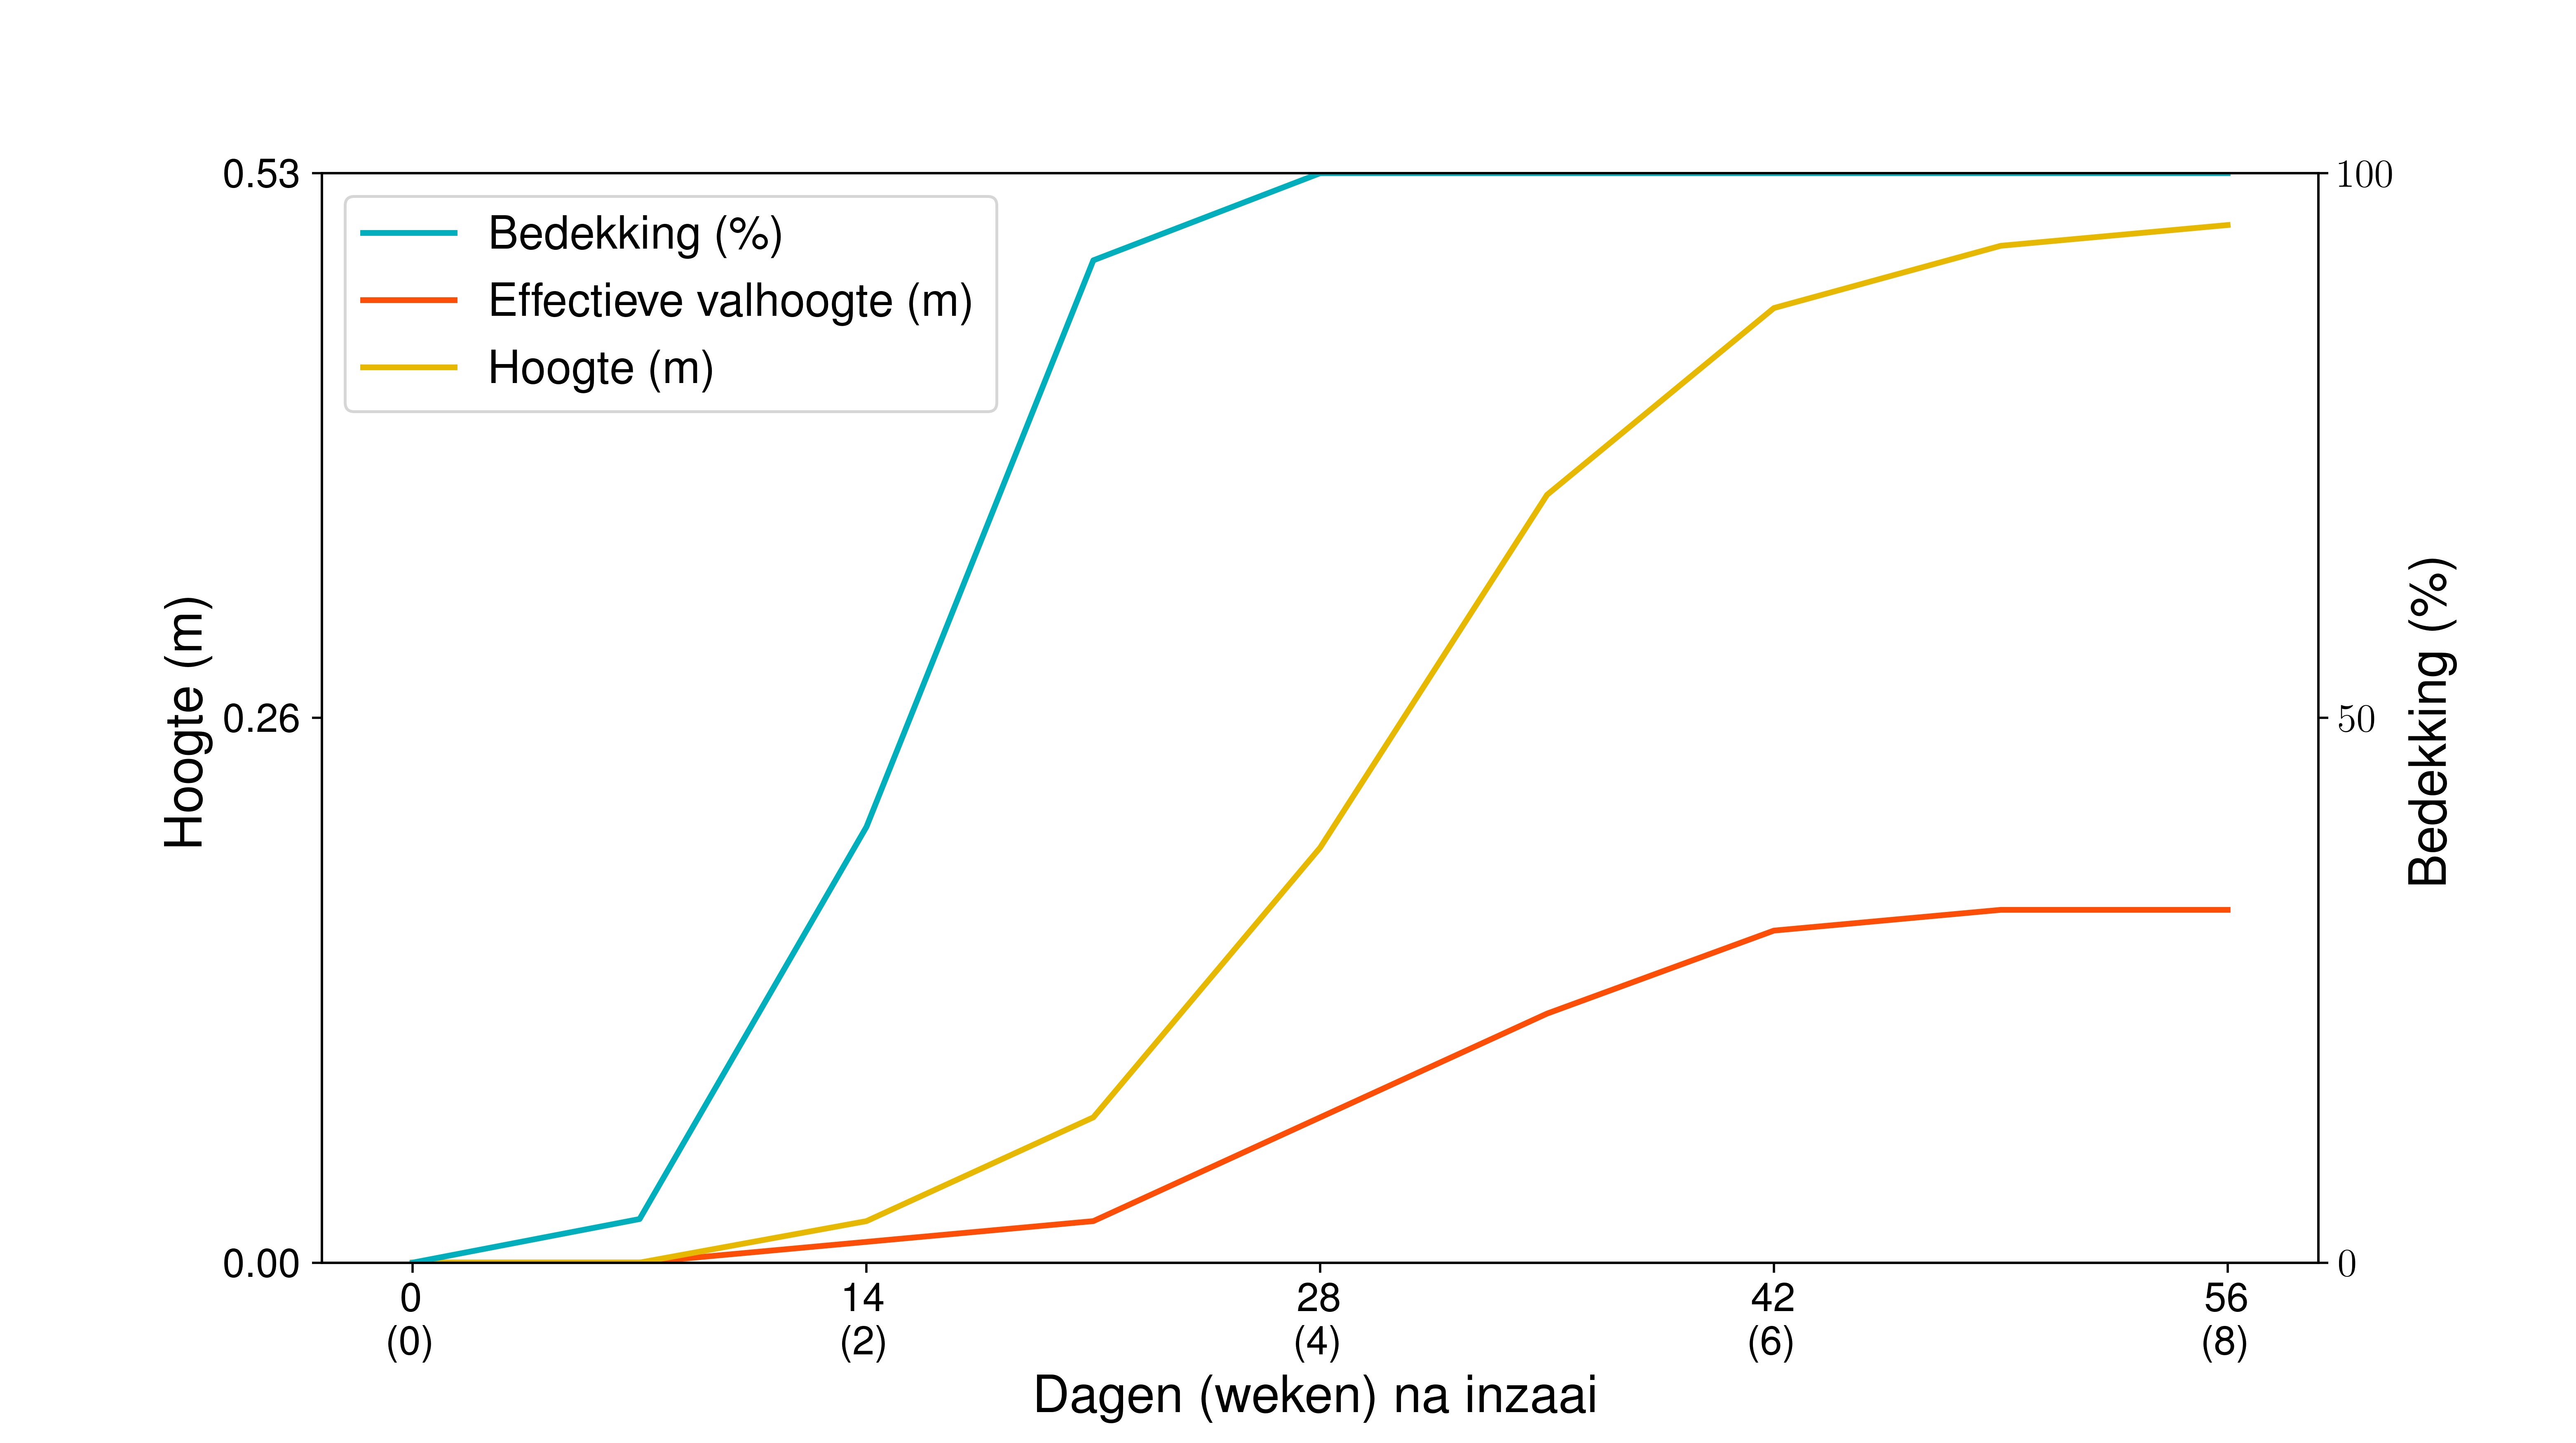 0.53
0.26
0.00
Hoogte (m)
Bedekking (%)
Effectieve valhoogte (m)
Hoogte (m)
100
50
0
Bedekking (%)
0 14 28 42 56
(0) (2) (4) (6) (8)
Dagen (weken) na inzaai